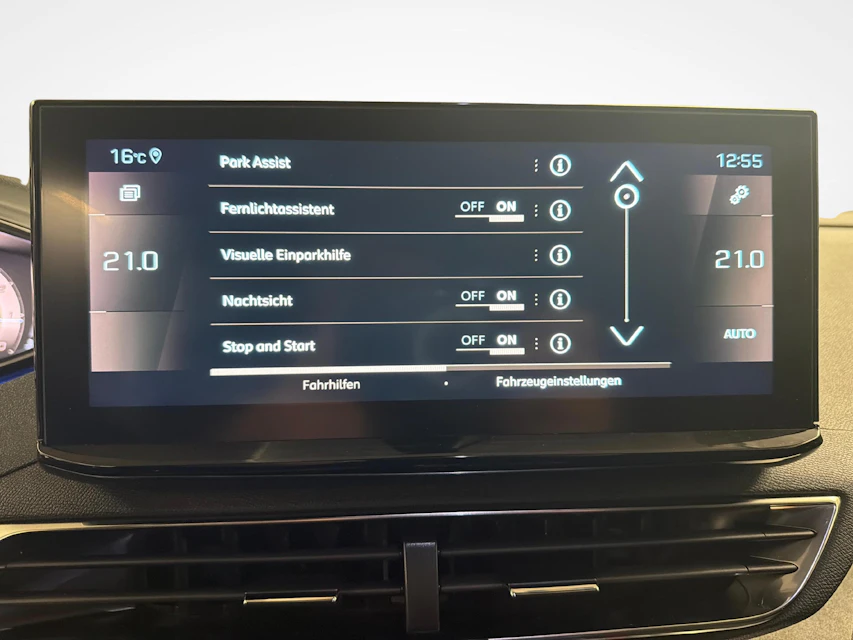 16°C
12:55
Park Assist
Fernlichtassistent OFF ON
21.0
Visuelle Einparkhilfe
21.0
Nachtsicht OFF ON
AUTO
Stop and Start OFF ON
Fahrhilfen
Fahrzeugeinstellungen